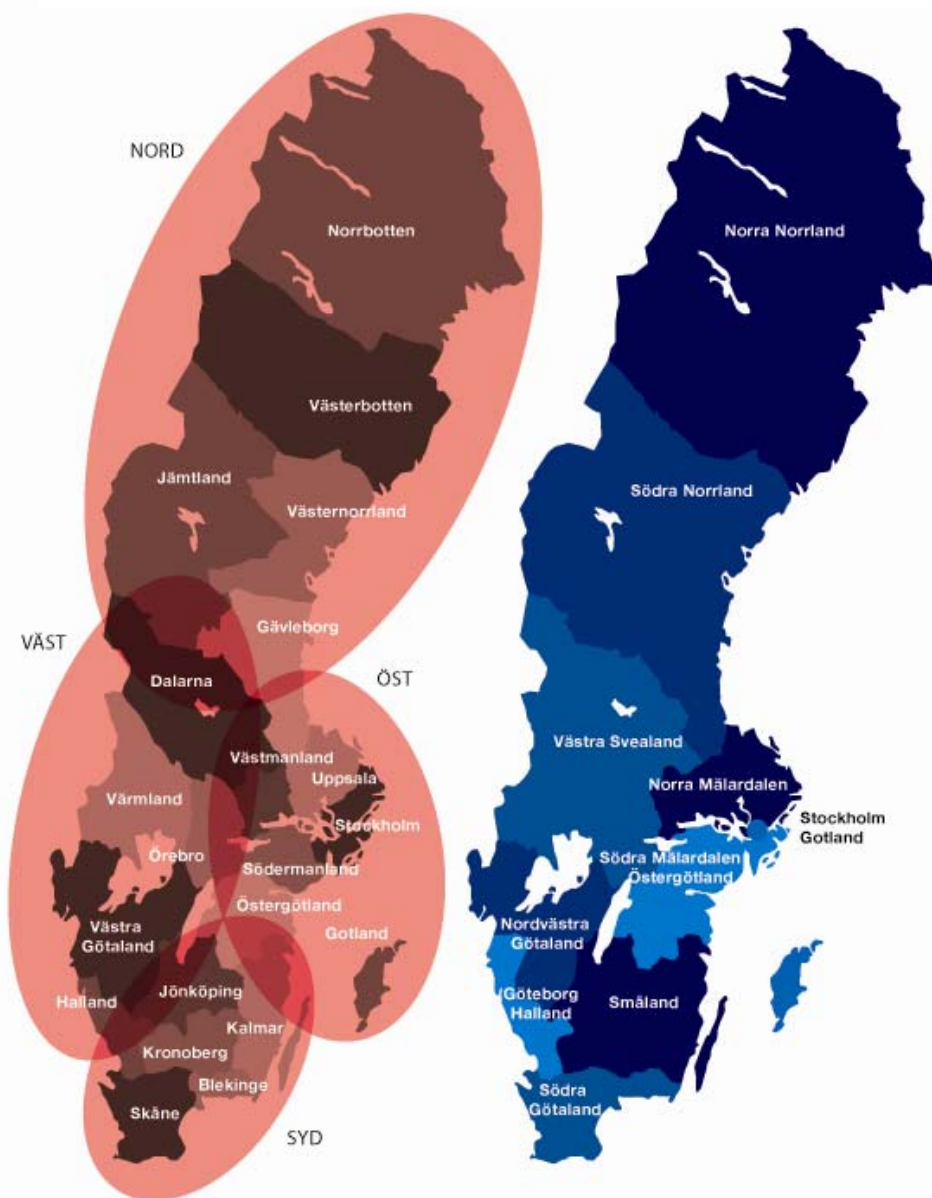 NORD
Norrbotten
Västerbotten
Jämtland
Västernorrland
Gävleborg
VÄST
ÖST
Dalarna
Västmanland
Uppsala
Värmland
Stockholm
Örebro
Södermanland
Östergötland
Västra
Götaland
Gotland
Halland
Jönköping
Kalmar
Kronoberg
Blekinge
Skåne
SYD
Norra Norrland
Södra Norrland
Västra Svealand
Norra Mälardalen
Stockholm
Gotland
Södra Mälardalen
Östergötland
Nordvästra
Götaland
Göteborg
Halland
Småland
Södra
Götaland